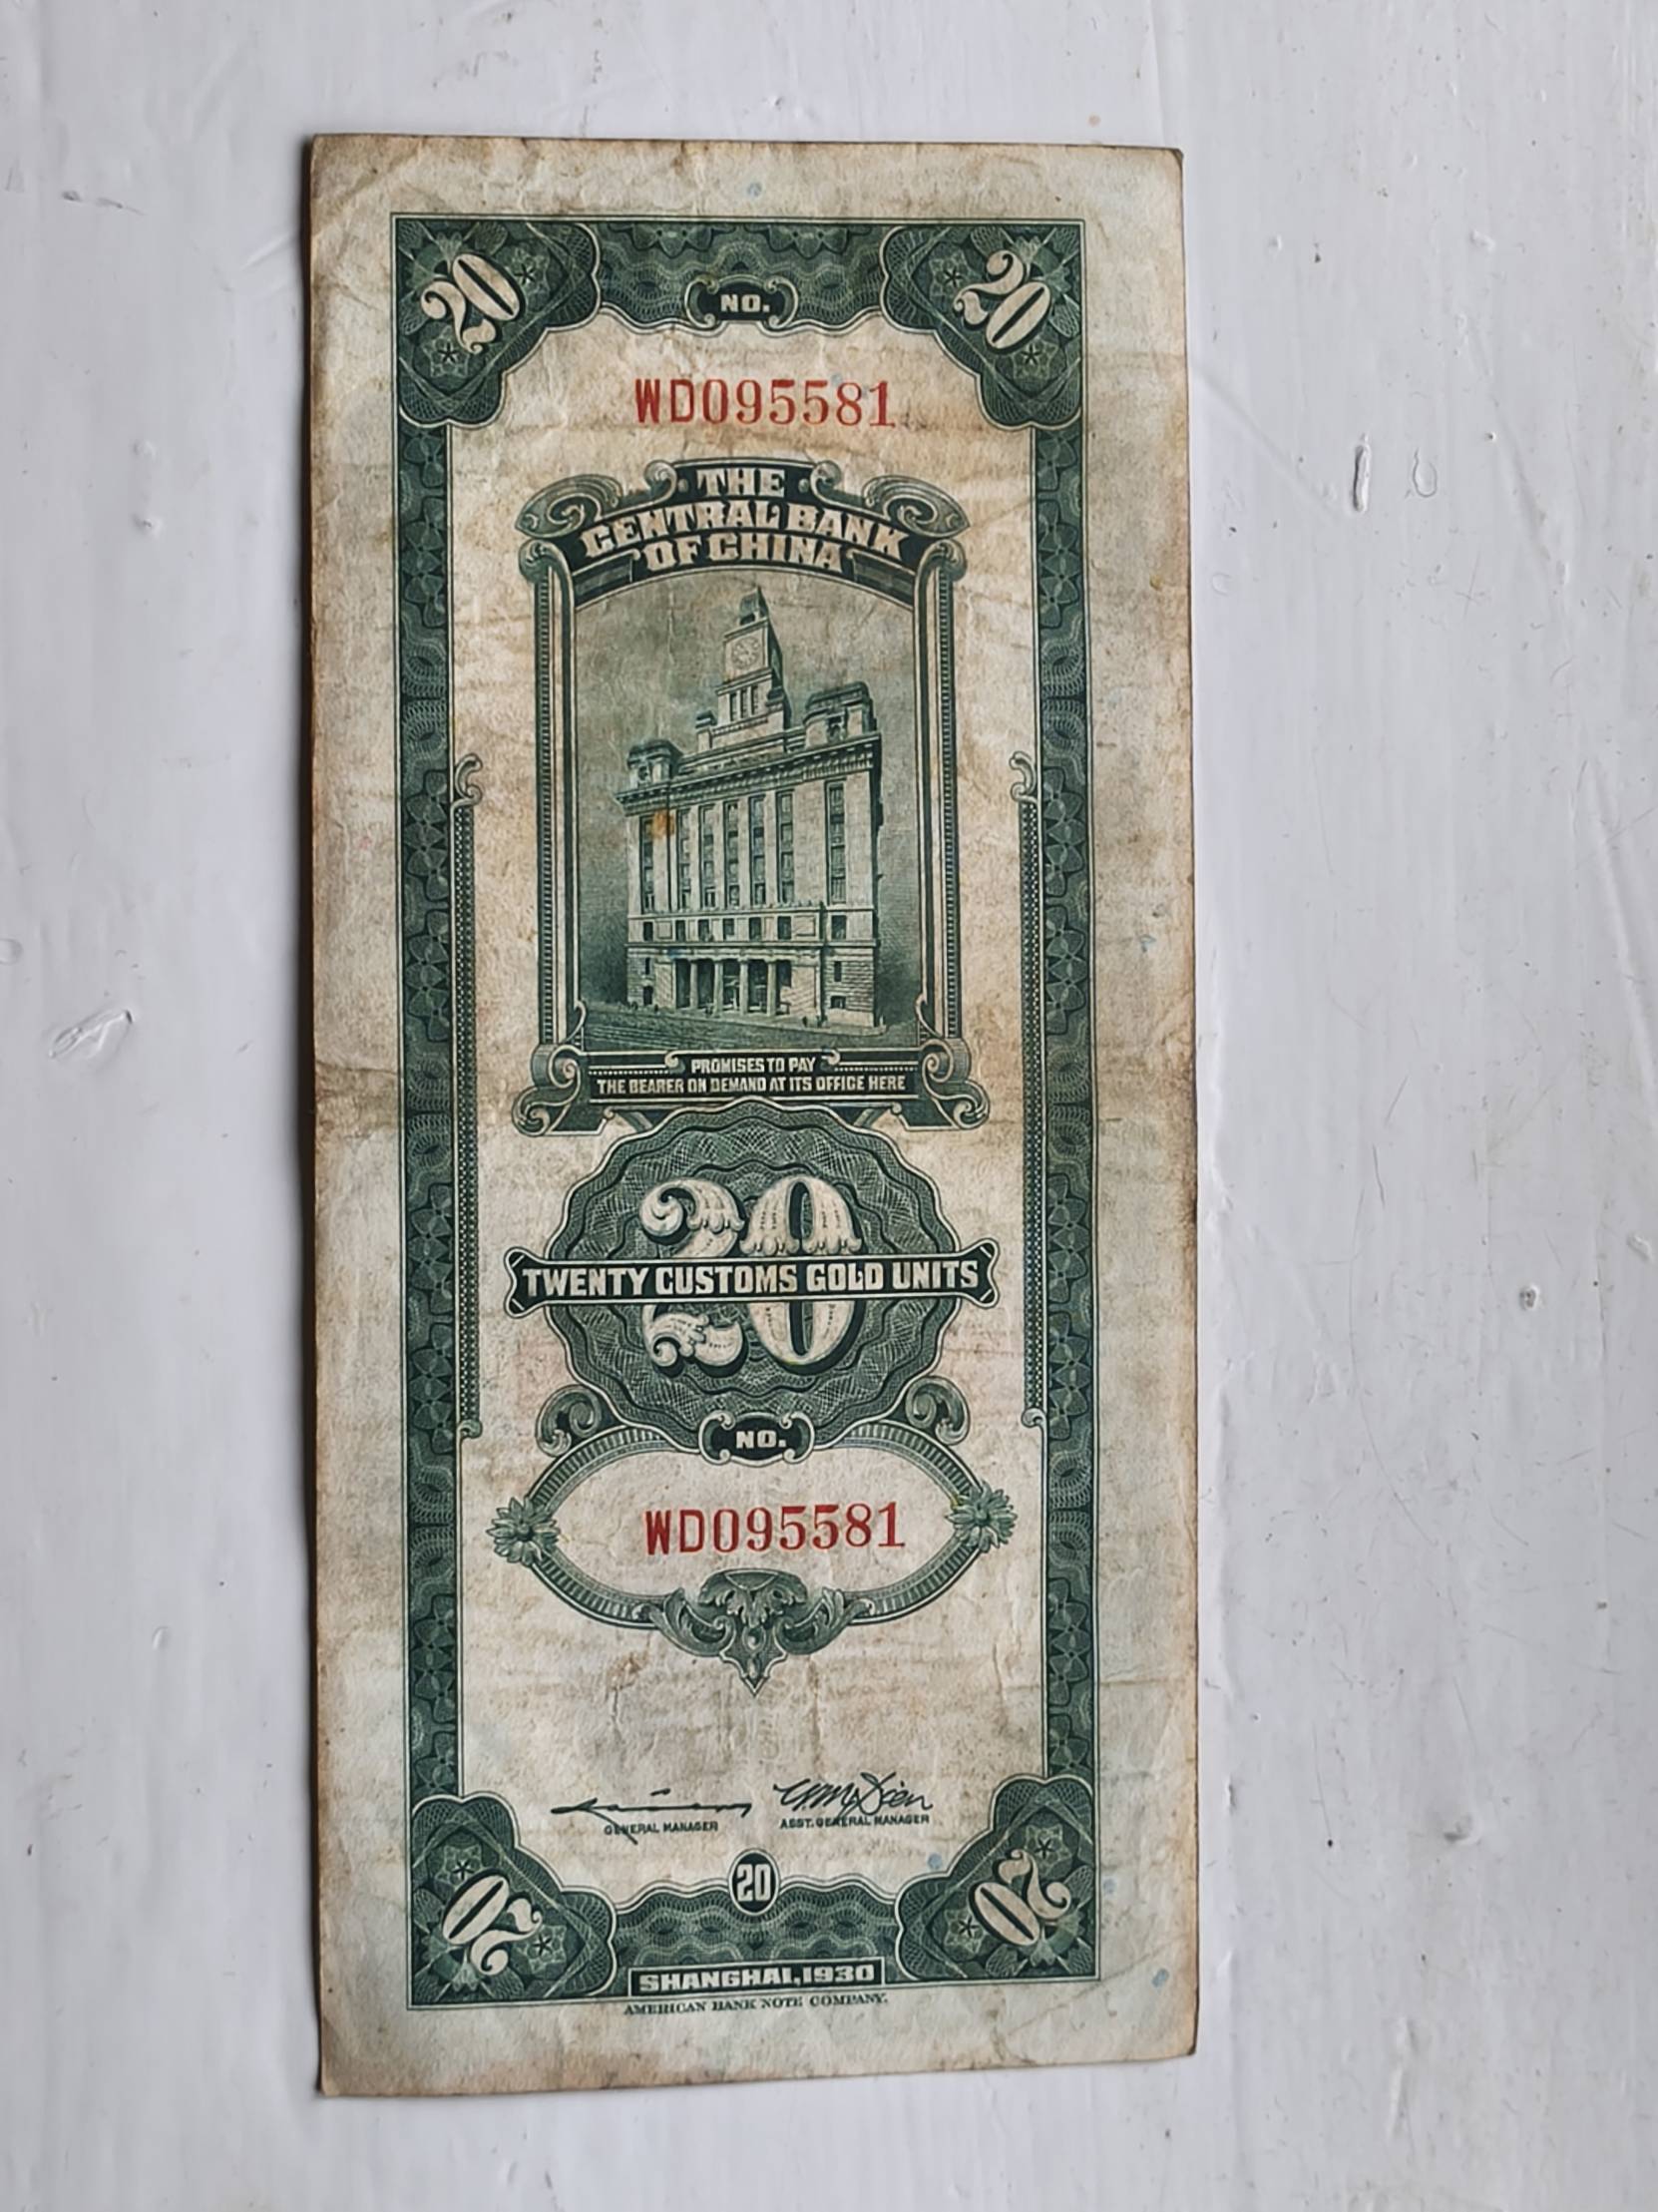 20 NO. 20
WD095581
THE
CENTRAL BANK
OF CHINA
PROMISES TO PAY
THE BEARER ON DEMAND AT ITS OFFICE HERE
20
TWENTY CUSTOMS GOLD UNITS
NO.
WD095581
GENERAL MANAGER ASST. GENERAL MANAGER
20 20 20
SHANGHAI, 1930
AMERICAN BANK NOTE COMPANY.